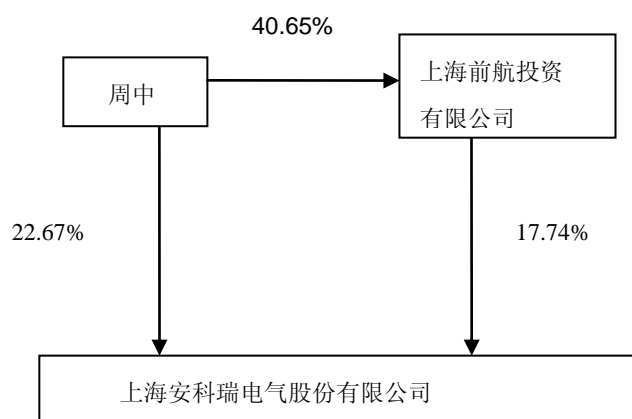 40.65%
周中
上海前航投资
有限公司
22.67%
17.74%
上海安科瑞电气股份有限公司